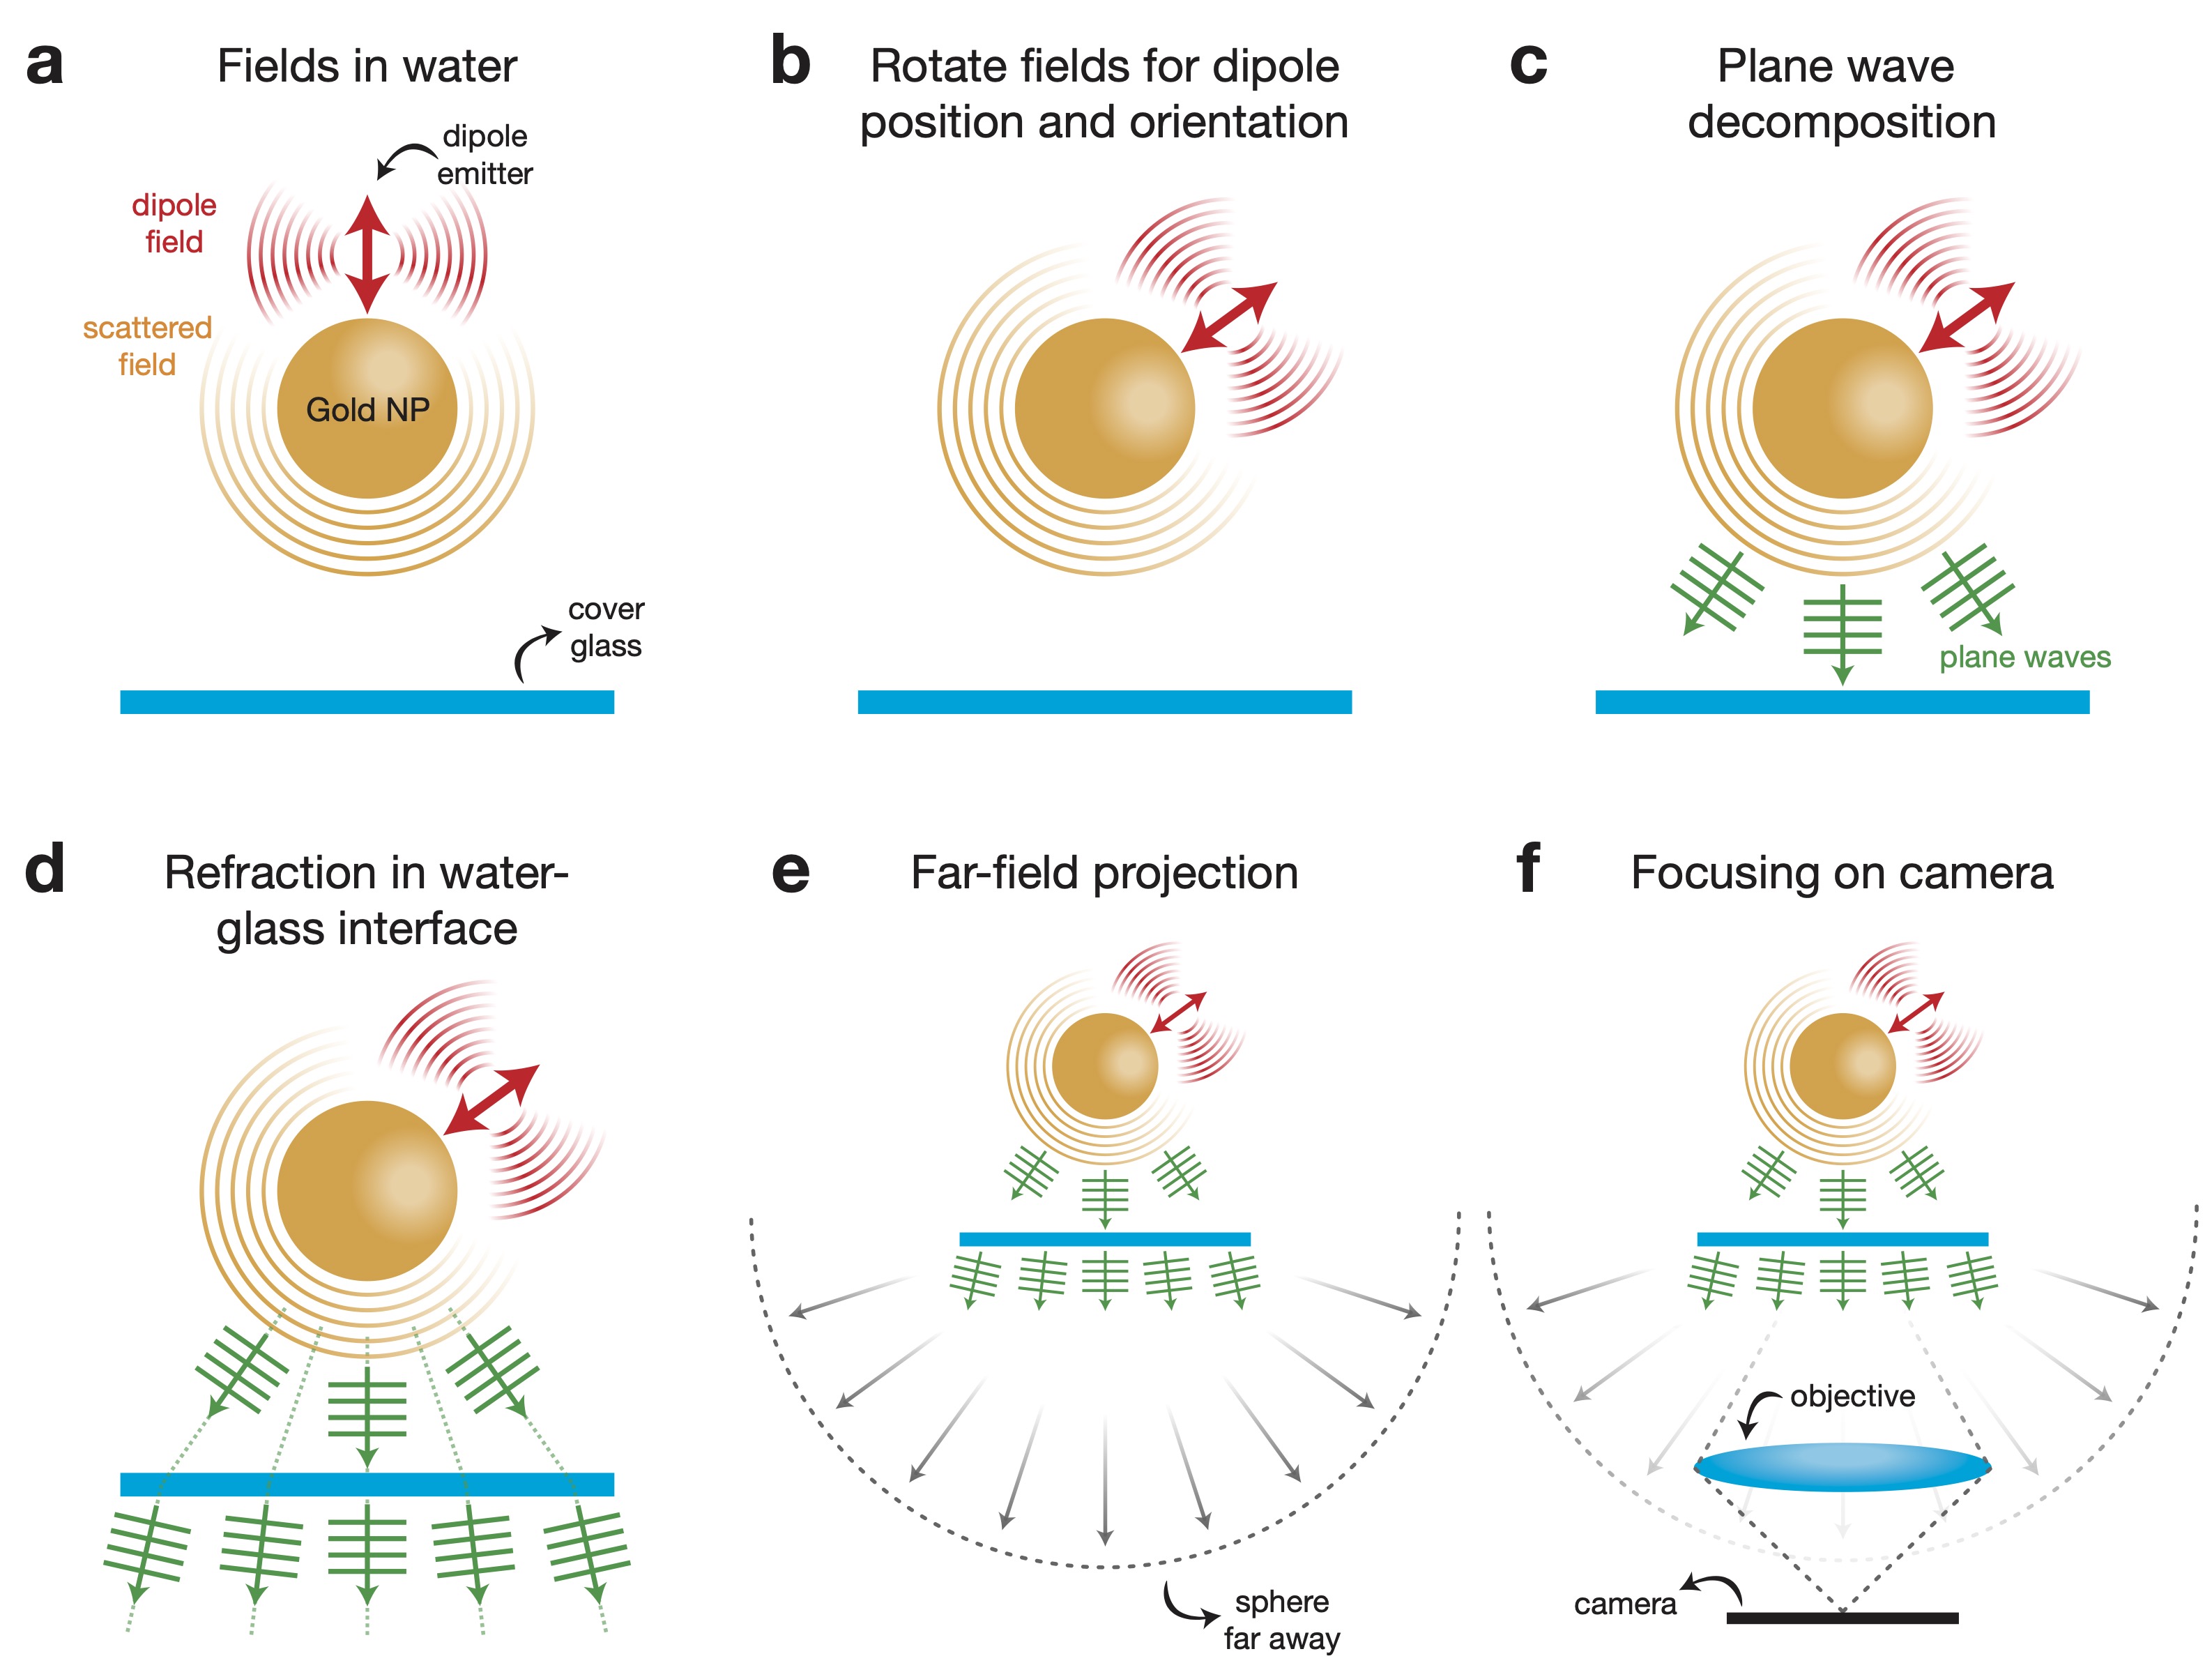 a
Fields in water
dipole
emitter
dipole
field
scattered
field
Gold NP
cover
glass
b
Rotate fields for dipole
position and orientation
c
Plane wave
decomposition
plane waves
d
Refraction in water-
glass interface
e
Far-field projection
sphere
far away
f
Focusing on camera
objective
camera